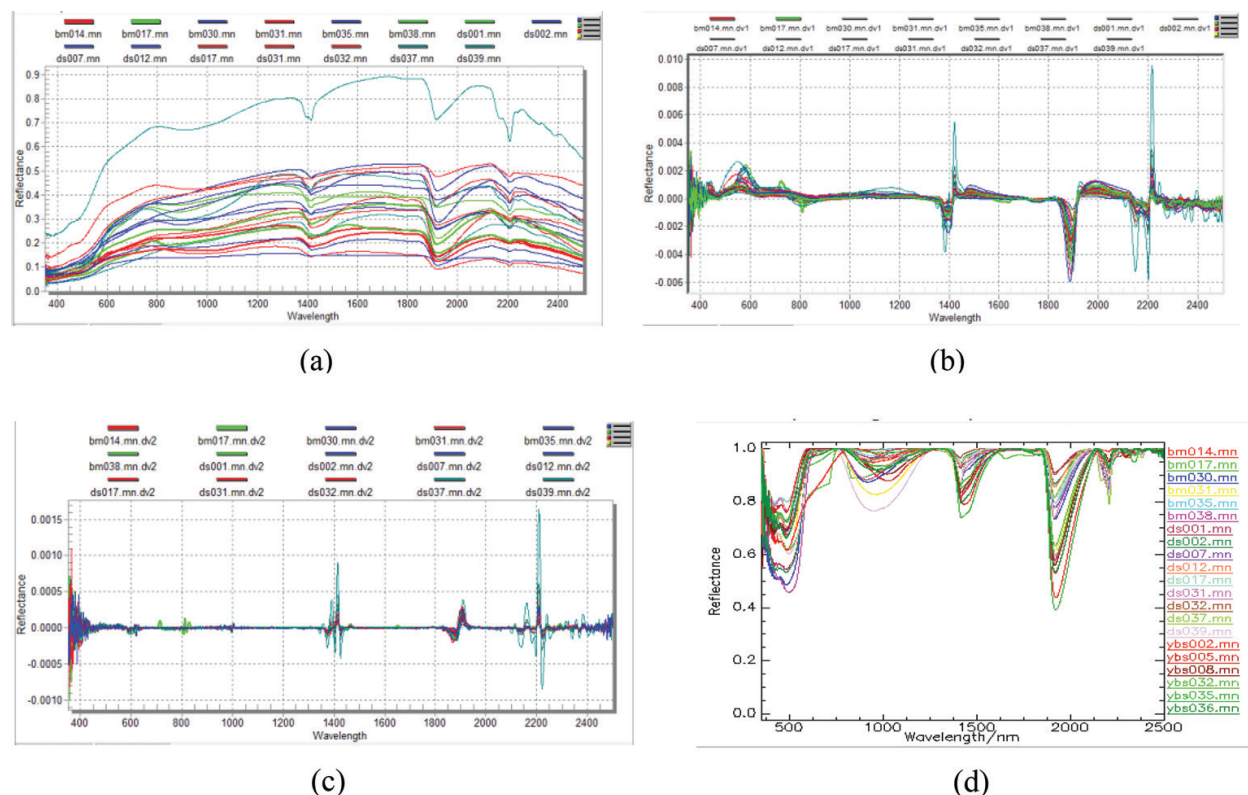 bm014.mn bm017.mn bm030.mn bm031.mn bm035.mn bm038.mn ds001.mn ds002.mn
ds007.mn ds012.mn ds017.mn ds031.mn ds032.mn ds037.mn ds039.mn
0.9
0.8
0.7
0.6
0.5
0.4
0.3
0.2
0.1
0.0
Reflectance
400 600 800 1000 1200 1400 1600 1800 2000 2200 2400
Wavelength
(a)
bm014.mn.dv1 bm017.mn.dv1 bm030.mn.dv1 bm031.mn.dv1 bm035.mn.dv1 bm038.mn.dv1 ds001.mn.dv1 ds002.mn.dv1
ds007.mn.dv1 ds012.mn.dv1 ds017.mn.dv1 ds031.mn.dv1 ds032.mn.dv1 ds037.mn.dv1 ds039.mn.dv1
0.010
0.008
0.006
0.004
0.002
0.000
-0.002
-0.004
-0.006
Reflectance
400 600 800 1000 1200 1400 1600 1800 2000 2200 2400
Wavelength
(b)
bm014.mn.dv2 bm017.mn.dv2 bm030.mn.dv2 bm031.mn.dv2 bm035.mn.dv2
bm038.mn.dv2 ds001.mn.dv2 ds002.mn.dv2 ds007.mn.dv2 ds012.mn.dv2
ds017.mn.dv2 ds031.mn.dv2 ds032.mn.dv2 ds037.mn.dv2 ds039.mn.dv2
0.0015
0.0010
0.0005
0.0000
-0.0005
-0.0010
Reflectance
400 600 800 1000 1200 1400 1600 1800 2000 2200 2400
Wavelength
(c)
1.0
0.8
0.6
0.4
0.2
0.0
Reflectance
500 1000 1500 2000 2500
Wavelength/nm
bm014.mn
bm017.mn
bm030.mn
bm031.mn
bm035.mn
bm038.mn
ds001.mn
ds002.mn
ds007.mn
ds012.mn
ds017.mn
ds031.mn
ds032.mn
ds037.mn
ds039.mn
ybs002.mn
ybs005.mn
ybs008.mn
ybs032.mn
ybs035.mn
ybs036.mn
(d)